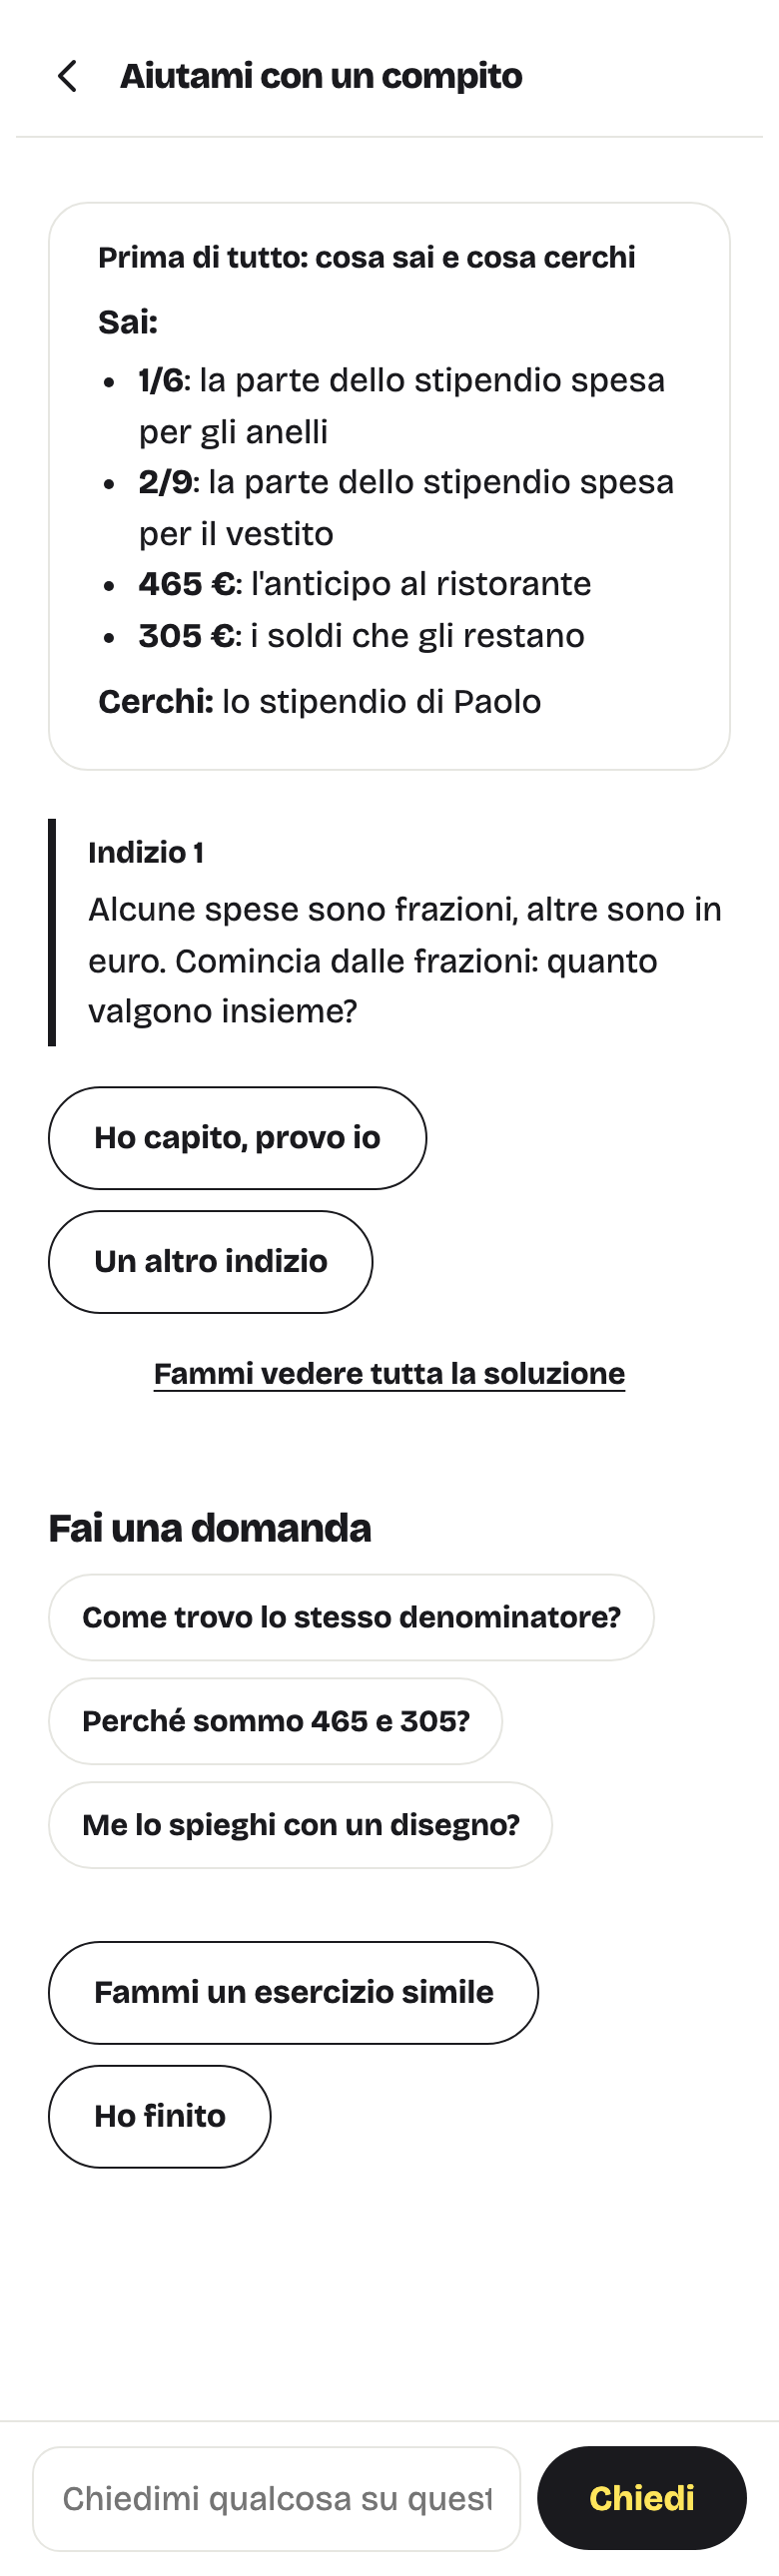 Aiutami con un compito
Prima di tutto: cosa sai e cosa cerchi
Sai:
• 1/6: la parte dello stipendio spesa
per gli anelli
• 2/9: la parte dello stipendio spesa
per il vestito
• 465 €: l'anticipo al ristorante
• 305 €: i soldi che gli restano
Cerchi: lo stipendio di Paolo
Indizio 1
Alcune spese sono frazioni, altre sono in
euro. Comincia dalle frazioni: quanto
valgono insieme?
Ho capito, provo io
Un altro indizio
Fammi vedere tutta la soluzione
Fai una domanda
Come trovo lo stesso denominatore?
Perché sommo 465 e 305?
Me lo spieghi con un disegno?
Fammi un esercizio simile
Ho finito
Chiedimi qualcosa su quest
Chiedi